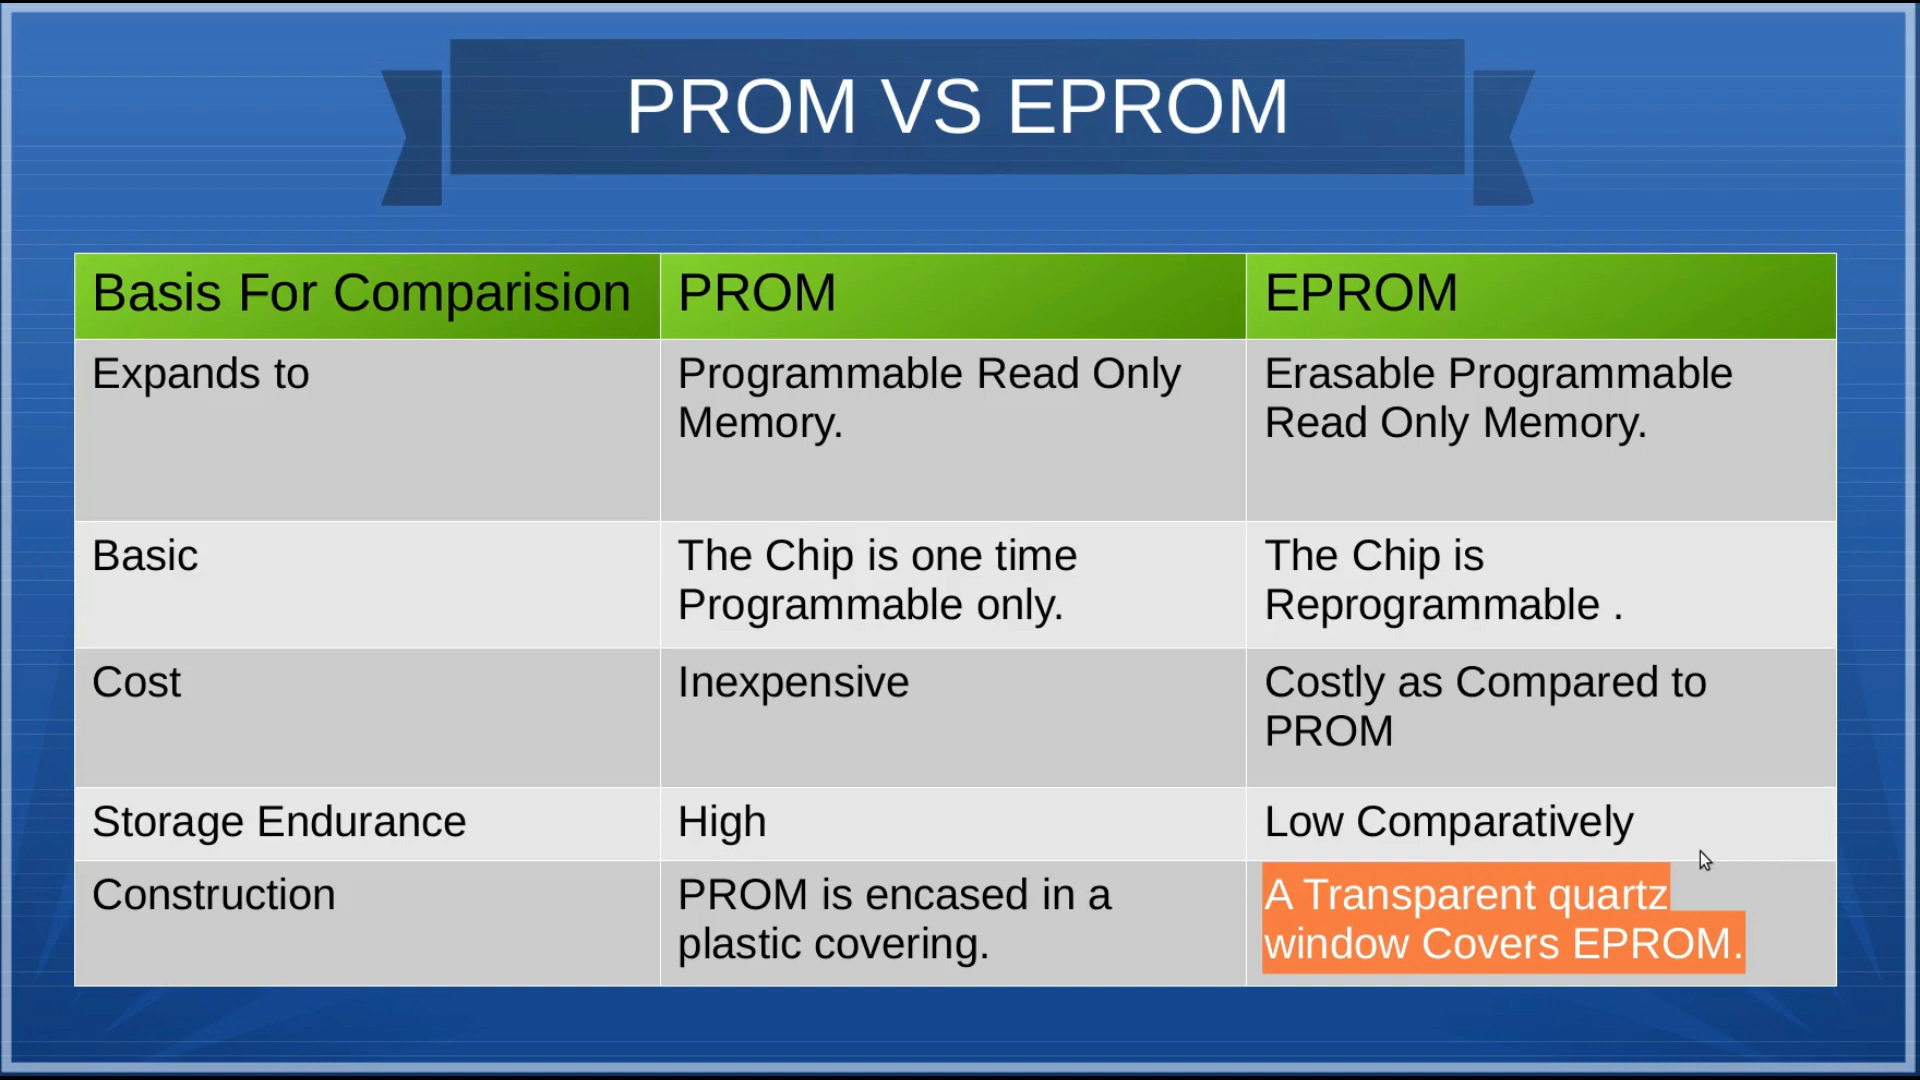 PROM VS EPROM
Basis For Comparision
PROM
EPROM
Expands to
Programmable Read Only
Memory.
Erasable Programmable
Read Only Memory.
Basic
The Chip is one time
Programmable only.
The Chip is
Reprogrammable .
Cost
Inexpensive
Costly as Compared to
PROM
Storage Endurance
High
Low Comparatively
Construction
PROM is encased in a
plastic covering.
A Transparent quartz
window Covers EPROM.